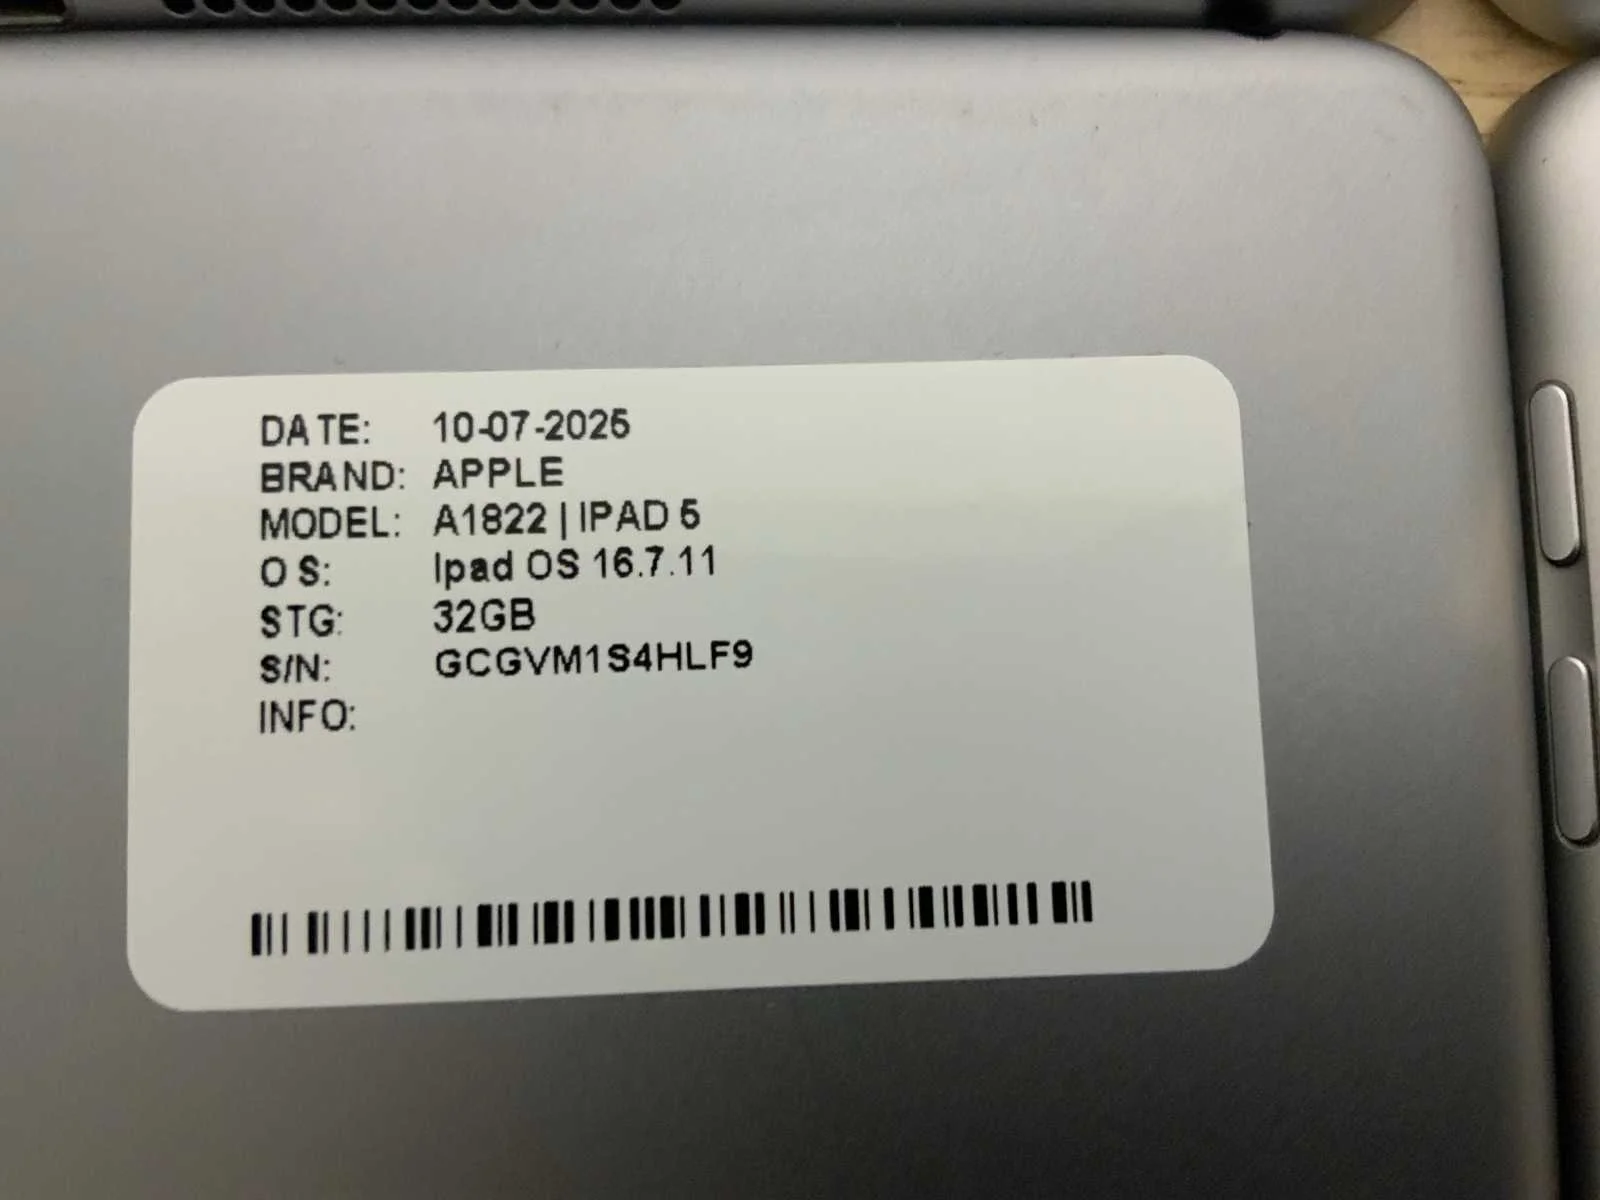 DATE: 10-07-2025
BRAND: APPLE
MODEL: A1822 | IPAD 5
OS: Ipad OS 16.7.11
STG: 32GB
S/N: GCGVM1S4HLF9
INFO: